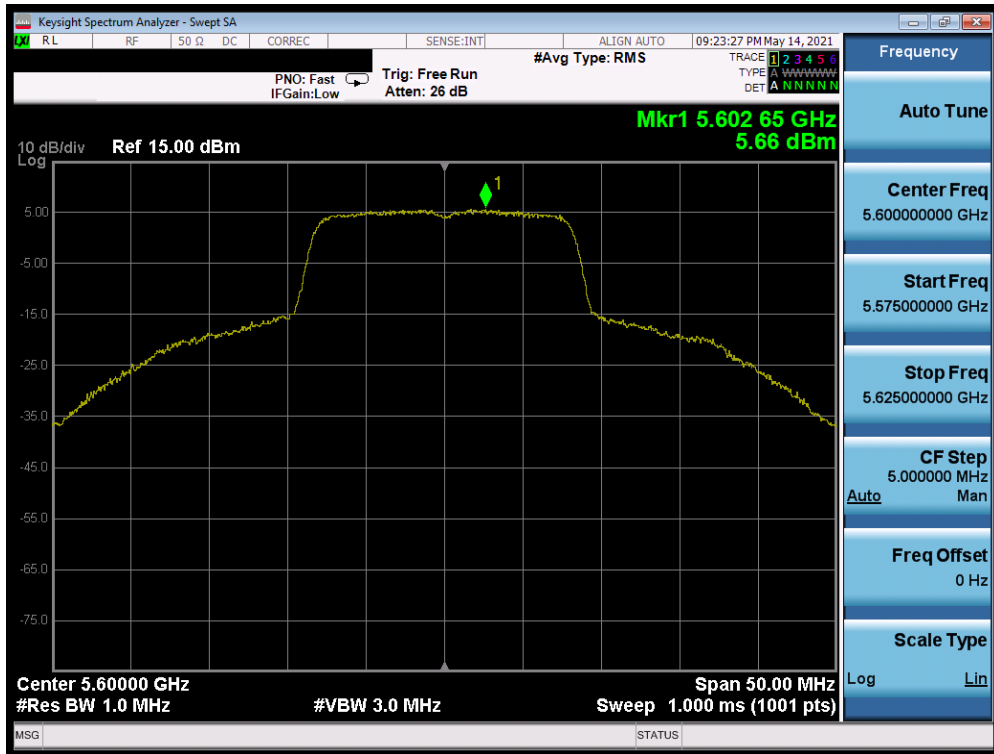 Keysight Spectrum Analyzer - Swept SA
LXI RL RF 50 Ω DC CORREC SENSE:INT ALIGN AUTO 09:23:27 PM May 14, 2021
#Avg Type: RMS TRACE 1 2 3 4 5 6
PNO: Fast Trig: Free Run TYPE A WWWWW
IFGain:Low Atten: 26 dB DET A N N N N N
Mkr1 5.602 65 GHz
5.66 dBm
10 dB/div Ref 15.00 dBm
Log
1
5.00
-5.00
-15.0
-25.0
-35.0
-45.0
-55.0
-65.0
-75.0
Center 5.60000 GHz Span 50.00 MHz
#Res BW 1.0 MHz #VBW 3.0 MHz Sweep 1.000 ms (1001 pts)
MSG STATUS
Frequency
Auto Tune
Center Freq
5.600000000 GHz
Start Freq
5.575000000 GHz
Stop Freq
5.625000000 GHz
CF Step
5.000000 MHz
Auto Man
Freq Offset
0 Hz
Scale Type
Log Lin